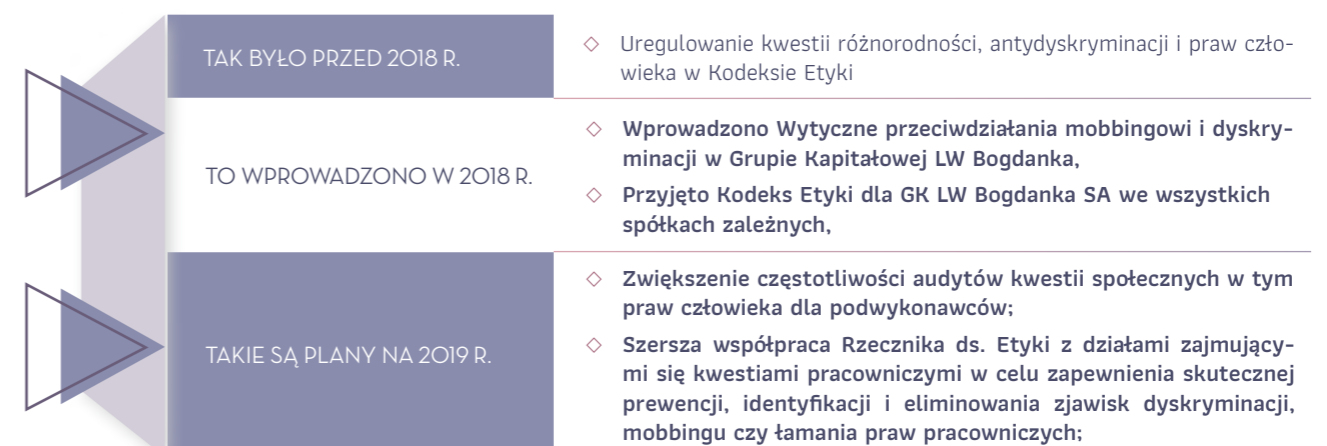 TAK BYŁO PRZED 2018 R.
◇ Uregulowanie kwestii różnorodności, antydyskryminacji i praw czło-
wieka w Kodeksie Etyki
TO WPROWADZONO W 2018 R.
◇ Wprowadzono Wytyczne przeciwdziałania mobbingowi i dyskry-
minacji w Grupie Kapitałowej LW Bogdanka,
◇ Przyjęto Kodeks Etyki dla GK LW Bogdanka SA we wszystkich
spółkach zależnych,
TAKIE SĄ PLANY NA 2019 R.
◇ Zwiększenie częstotliwości audytów kwestii społecznych w tym
praw człowieka dla podwykonawców;
◇ Szersza współpraca Rzecznika ds. Etyki z działami zajmujący-
mi się kwestiami pracowniczymi w celu zapewnienia skutecznej
prewencji, identyfikacji i eliminowania zjawisk dyskryminacji,
mobbingu czy łamania praw pracowniczych;